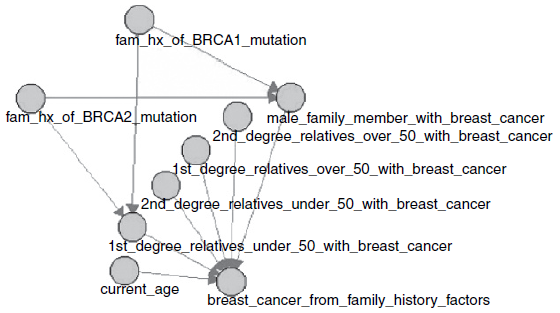 fam_hx_of_BRCA1_mutation
fam_hx_of_BRCA2_mutation
male_family_member_with_breast_cancer
2nd_degree_relatives_over_50_with_breast_cancer
1st_degree_relatives_over_50_with_breast_cancer
2nd_degree_relatives_under_50_with_breast_cancer
1st_degree_relatives_under_50_with_breast_cancer
current_age
breast_cancer_from_family_history_factors